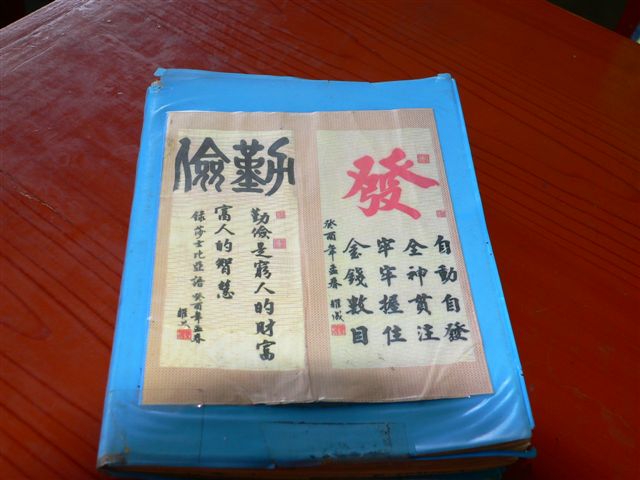 發
自動自發
全神貫注
牢牢握住
金錢數目
癸酉年孟春
勤儉
勤儉是窮人的財富
富人的智慧
錄莎士比亞語 癸酉年孟春